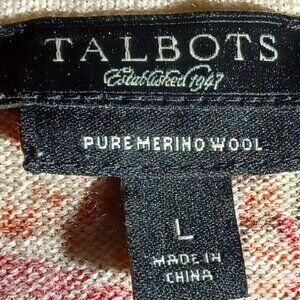 TALBOTS
Established 1947
PURE MERINO WOOL
L
MADE IN
CHINA